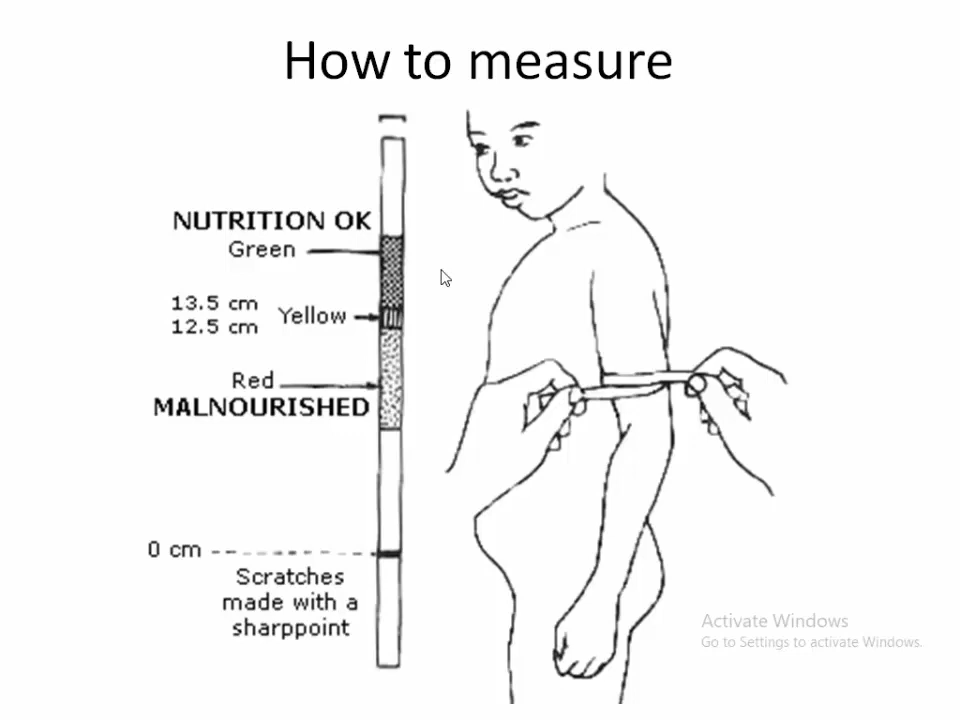 How to measure
NUTRITION OK
Green
13.5 cm
12.5 cm
Yellow
Red
MALNOURISHED
0 cm
Scratches
made with a
sharppoint
Activate Windows
Go to Settings to activate Windows.